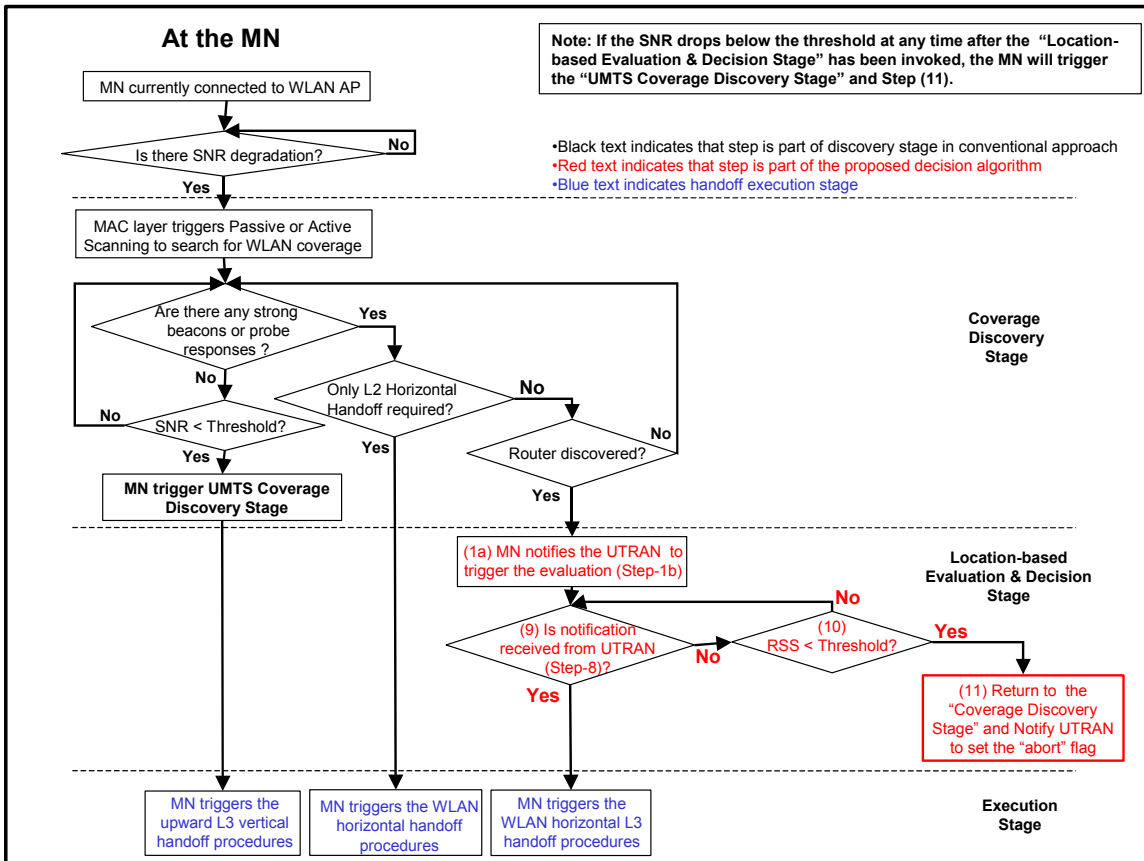 At the MN
Note: If the SNR drops below the threshold at any time after the “Location-
based Evaluation & Decision Stage” has been invoked, the MN will trigger
the “UMTS Coverage Discovery Stage” and Step (11).
MN currently connected to WLAN AP
Is there SNR degradation?
No
Yes
•Black text indicates that step is part of discovery stage in conventional approach
•Red text indicates that step is part of the proposed decision algorithm
•Blue text indicates handoff execution stage
MAC layer triggers Passive or Active
Scanning to search for WLAN coverage
Are there any strong
beacons or probe
responses ?
Yes
No
Coverage
Discovery
Stage
Only L2 Horizontal
Handoff required?
No
Yes
SNR < Threshold?
No
Yes
Router discovered?
No
Yes
MN trigger UMTS Coverage
Discovery Stage
(1a) MN notifies the UTRAN to
trigger the evaluation (Step-1b)
Location-based
Evaluation & Decision
Stage
(9) Is notification
received from UTRAN
(Step-8)?
No
Yes
(10)
RSS < Threshold?
No
Yes
(11) Return to the
“Coverage Discovery
Stage” and Notify UTRAN
to set the “abort” flag
MN triggers the
upward L3 vertical
handoff procedures
MN triggers the WLAN
horizontal handoff
procedures
MN triggers the
WLAN horizontal L3
handoff procedures
Execution
Stage